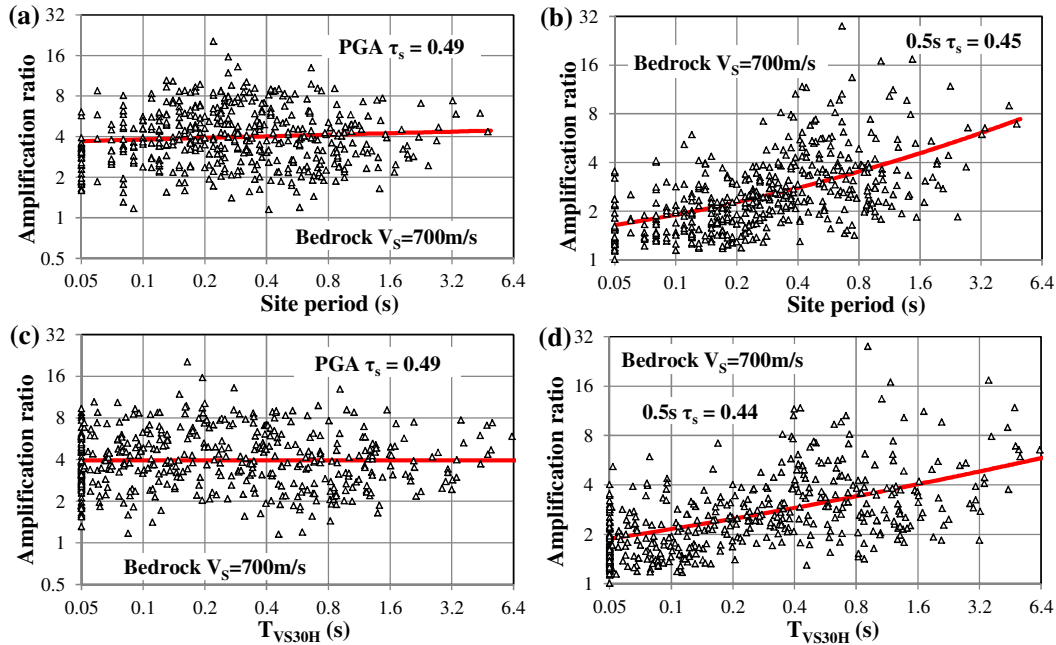 (a)
PGA τs = 0.49
Bedrock VS=700m/s
Amplification ratio
32
16
8
4
2
1
0.5
0.05 0.1 0.2 0.4 0.8 1.6 3.2 6.4
Site period (s)
(b)
0.5s τs = 0.45
Bedrock VS=700m/s
Amplification ratio
32
16
8
4
2
1
0.05 0.1 0.2 0.4 0.8 1.6 3.2 6.4
Site period (s)
(c)
PGA τs = 0.49
Bedrock VS=700m/s
Amplification ratio
32
16
8
4
2
1
0.5
0.05 0.1 0.2 0.4 0.8 1.6 3.2 6.4
TVS30H (s)
(d)
Bedrock VS=700m/s
0.5s τs = 0.44
Amplification ratio
32
16
8
4
2
1
0.05 0.1 0.2 0.4 0.8 1.6 3.2 6.4
TVS30H (s)